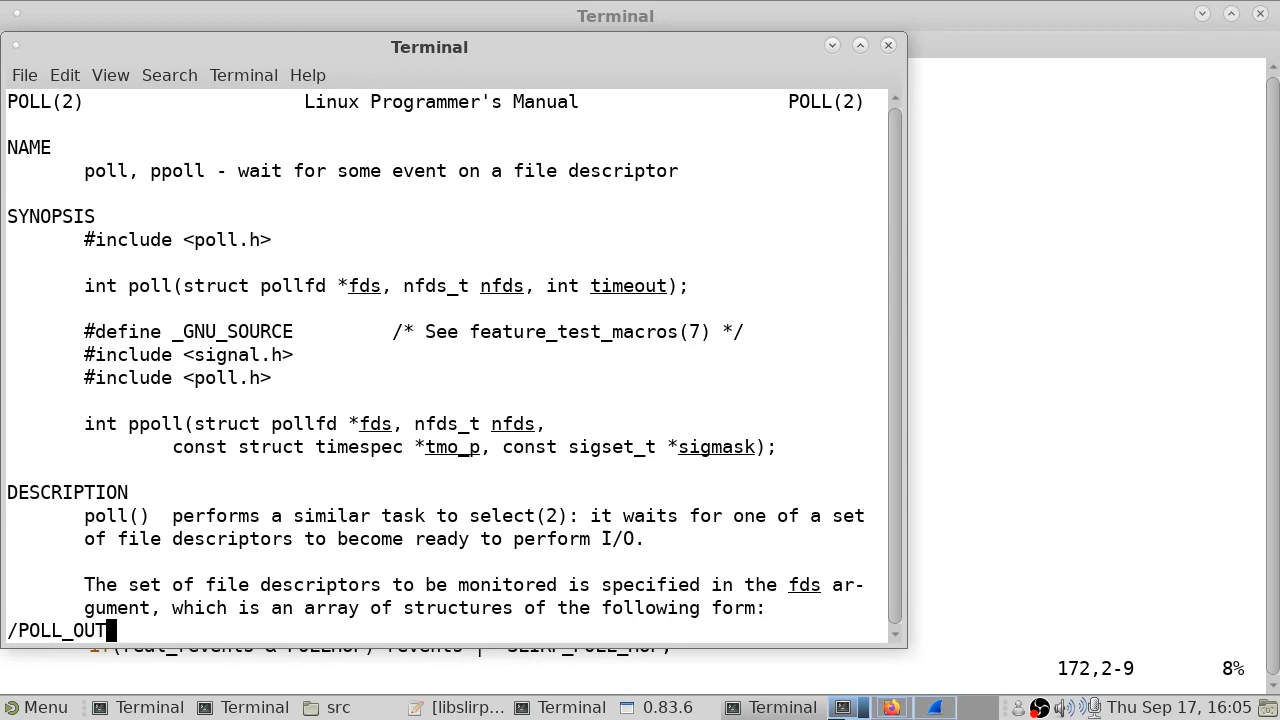 Terminal
Terminal
File Edit View Search Terminal Help
POLL(2) Linux Programmer's Manual POLL(2)
NAME
poll, ppoll - wait for some event on a file descriptor
SYNOPSIS
#include <poll.h>
int poll(struct pollfd *fds, nfds_t nfds, int timeout);
#define _GNU_SOURCE /* See feature_test_macros(7) */
#include <signal.h>
#include <poll.h>
int ppoll(struct pollfd *fds, nfds_t nfds,
const struct timespec *tmo_p, const sigset_t *sigmask);
DESCRIPTION
poll() performs a similar task to select(2): it waits for one of a set
of file descriptors to become ready to perform I/O.
The set of file descriptors to be monitored is specified in the fds ar-
gument, which is an array of structures of the following form:
/POLL_OUT
172,2-9 8%
Menu Terminal Terminal src [libslirp... Terminal 0.83.6 Terminal Thu Sep 17, 16:05